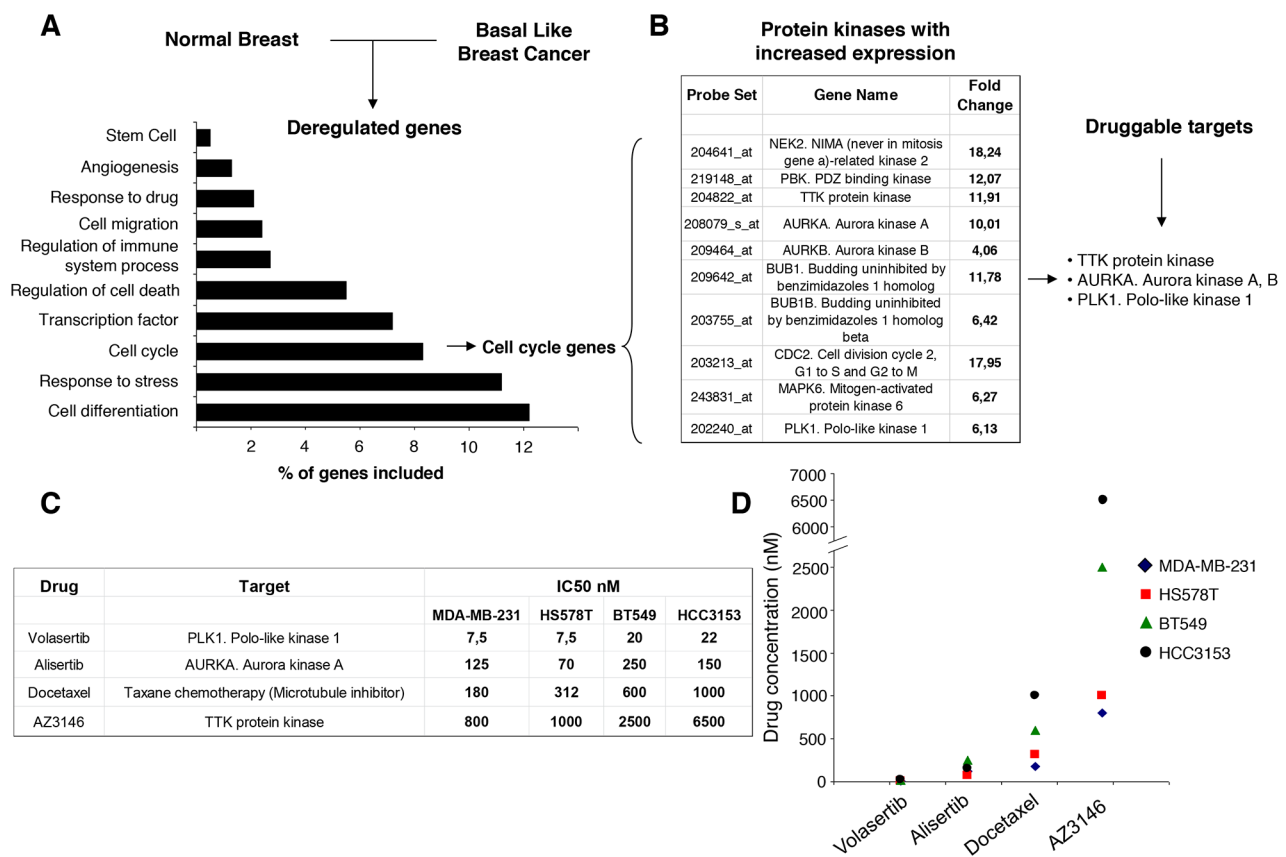 A
Normal Breast
Basal Like
Breast Cancer
Deregulated genes
Stem Cell
Angiogenesis
Response to drug
Cell migration
Regulation of immune
system process
Regulation of cell death
Transcription factor
Cell cycle
Response to stress
Cell differentiation
Cell cycle genes
2 4 6 8 10 12
% of genes included
B
Protein kinases with
increased expression
Probe Set Gene Name Fold
Change
204641_at NEK2. NIMA (never in mitosis
gene a)-related kinase 2 18,24
219148_at PBK. PDZ binding kinase 12,07
204822_at TTK protein kinase 11,91
208079_s_at AURKA. Aurora kinase A 10,01
209464_at AURKB. Aurora kinase B 4,06
209642_at BUB1. Budding uninhibited by
benzimidazoles 1 homolog 11,78
203755_at BUB1B. Budding uninhibited
by benzimidazoles 1 homolog
beta 6,42
203213_at CDC2. Cell division cycle 2,
G1 to S and G2 to M 17,95
243831_at MAPK6. Mitogen-activated
protein kinase 6 6,27
202240_at PLK1. Polo-like kinase 1 6,13
Druggable targets
• TTK protein kinase
• AURKA. Aurora kinase A, B
• PLK1. Polo-like kinase 1
C
Drug Target IC50 nM
MDA-MB-231 HS578T BT549 HCC3153
Volasertib PLK1. Polo-like kinase 1 7,5 7,5 20 22
Alisertib AURKA. Aurora kinase A 125 70 250 150
Docetaxel Taxane chemotherapy (Microtubule inhibitor) 180 312 600 1000
AZ3146 TTK protein kinase 800 1000 2500 6500
D
Drug concentration (nM)
7000
6500
6000
2500
2000
1500
1000
500
0
Volasertib
Alisertib
Docetaxel
AZ3146
MDA-MB-231
HS578T
BT549
HCC3153